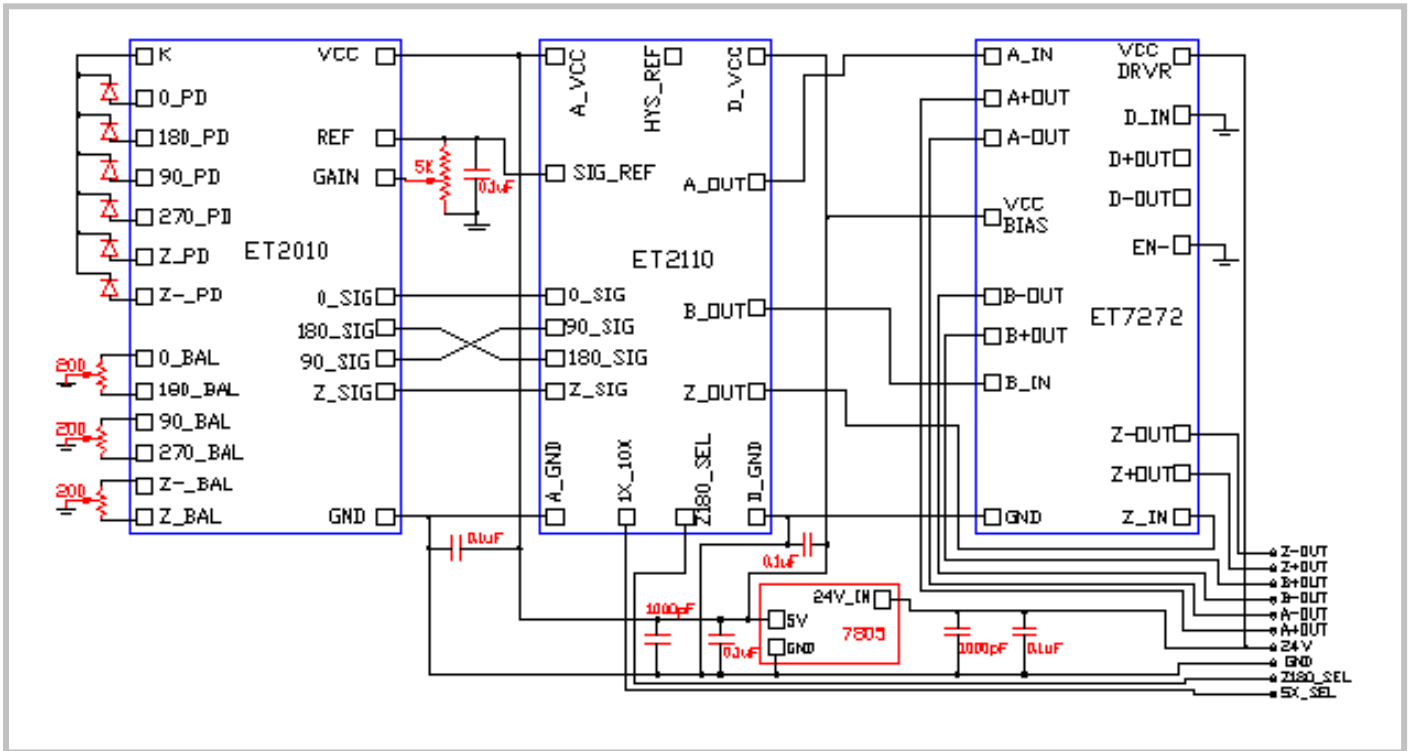 K
0_PD
180_PD
90_PD
270_PD
Z_PD
Z-_PD
ET2010
VCC
REF
GAIN
5K
0.1uF
0_SIG
180_SIG
90_SIG
Z_SIG
200
0_BAL
180_BAL
200
90_BAL
270_BAL
200
Z-_BAL
Z_BAL
GND
0.1uF
A_VCC
HYS_REF
D_VCC
SIG_REF
A_OUT
ET2110
0_SIG
90_SIG
180_SIG
Z_SIG
B_OUT
Z_OUT
A_GND
1X_10X
Z180_SEL
D_GND
0.1uF
A_IN
A+OUT
A-OUT
VCC
BIAS
B-OUT
B+OUT
B_IN
GND
ET7272
VCC
DRVR
D_IN
D+OUT
D-OUT
EN-
Z-OUT
Z+OUT
Z_IN
1000pF
0.1uF
24V_IN
5V
7805
GND
1000pF
0.1uF
Z-OUT
Z+OUT
B+OUT
B-OUT
A-OUT
A+OUT
24V
GND
Z180_SEL
5X_SEL